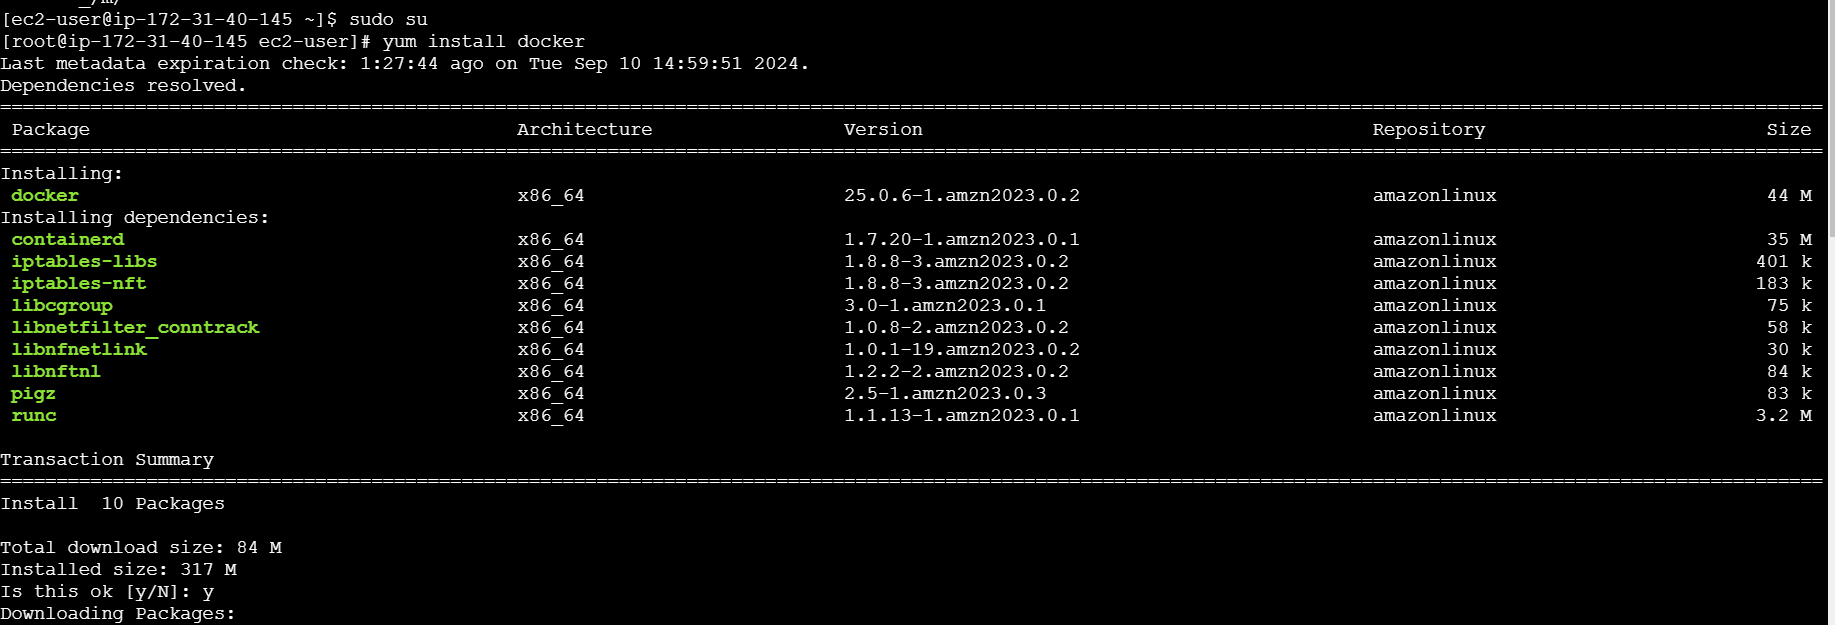 [ec2-user@ip-172-31-40-145 ~]$ sudo su
[root@ip-172-31-40-145 ec2-user]# yum install docker
Last metadata expiration check: 1:27:44 ago on Tue Sep 10 14:59:51 2024.
Dependencies resolved.
Package Architecture Version Repository Size
Installing:
docker x86_64 25.0.6-1.amzn2023.0.2 amazonlinux 44 M
Installing dependencies:
containerd x86_64 1.7.20-1.amzn2023.0.1 amazonlinux 35 M
iptables-libs x86_64 1.8.8-3.amzn2023.0.2 amazonlinux 401 k
iptables-nft x86_64 1.8.8-3.amzn2023.0.2 amazonlinux 183 k
libcgroup x86_64 3.0-1.amzn2023.0.1 amazonlinux 75 k
libnetfilter_conntrack x86_64 1.0.8-2.amzn2023.0.2 amazonlinux 58 k
libnfnetlink x86_64 1.0.1-19.amzn2023.0.2 amazonlinux 30 k
libnftnl x86_64 1.2.2-2.amzn2023.0.2 amazonlinux 84 k
pigz x86_64 2.5-1.amzn2023.0.3 amazonlinux 83 k
runc x86_64 1.1.13-1.amzn2023.0.1 amazonlinux 3.2 M
Transaction Summary
Install 10 Packages
Total download size: 84 M
Installed size: 317 M
Is this ok [y/N]: y
Downloading Packages: